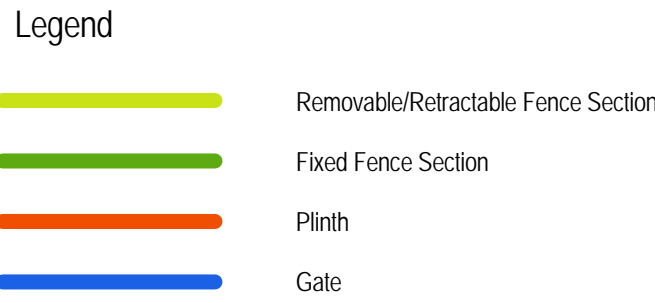 Legend
Removable/Retractable Fence Section
Fixed Fence Section
Plinth
Gate